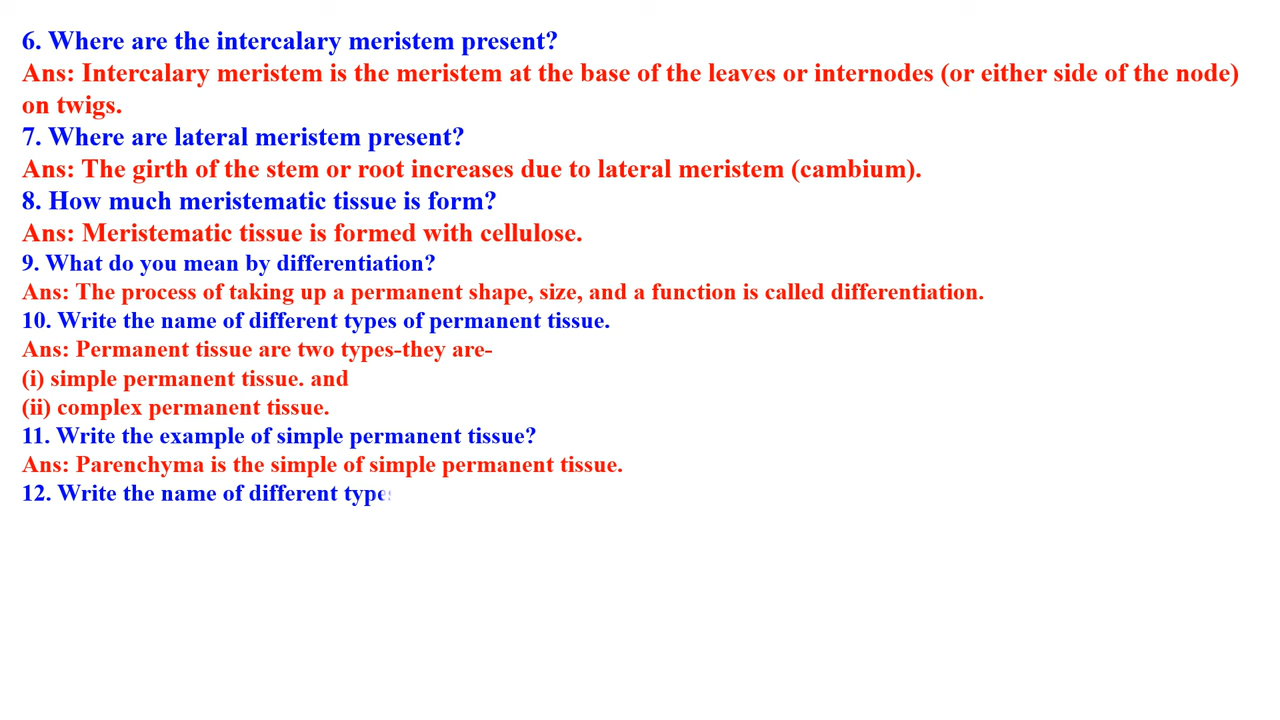 6. Where are the intercalary meristem present?
Ans: Intercalary meristem is the meristem at the base of the leaves or internodes (or either side of the node)
on twigs.
7. Where are lateral meristem present?
Ans: The girth of the stem or root increases due to lateral meristem (cambium).
8. How much meristematic tissue is form?
Ans: Meristematic tissue is formed with cellulose.
9. What do you mean by differentiation?
Ans: The process of taking up a permanent shape, size, and a function is called differentiation.
10. Write the name of different types of permanent tissue.
Ans: Permanent tissue are two types-they are-
(i) simple permanent tissue. and
(ii) complex permanent tissue.
11. Write the example of simple permanent tissue?
Ans: Parenchyma is the simple of simple permanent tissue.
12. Write the name of different types